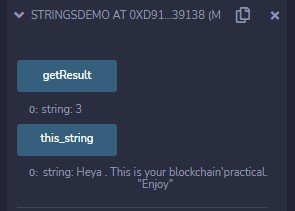 STRINGSDEMO AT 0XD91...39138 (M
getResult
0: string: 3
this_string
0: string: Heya . This is your blockchain'practical.
"Enjoy"